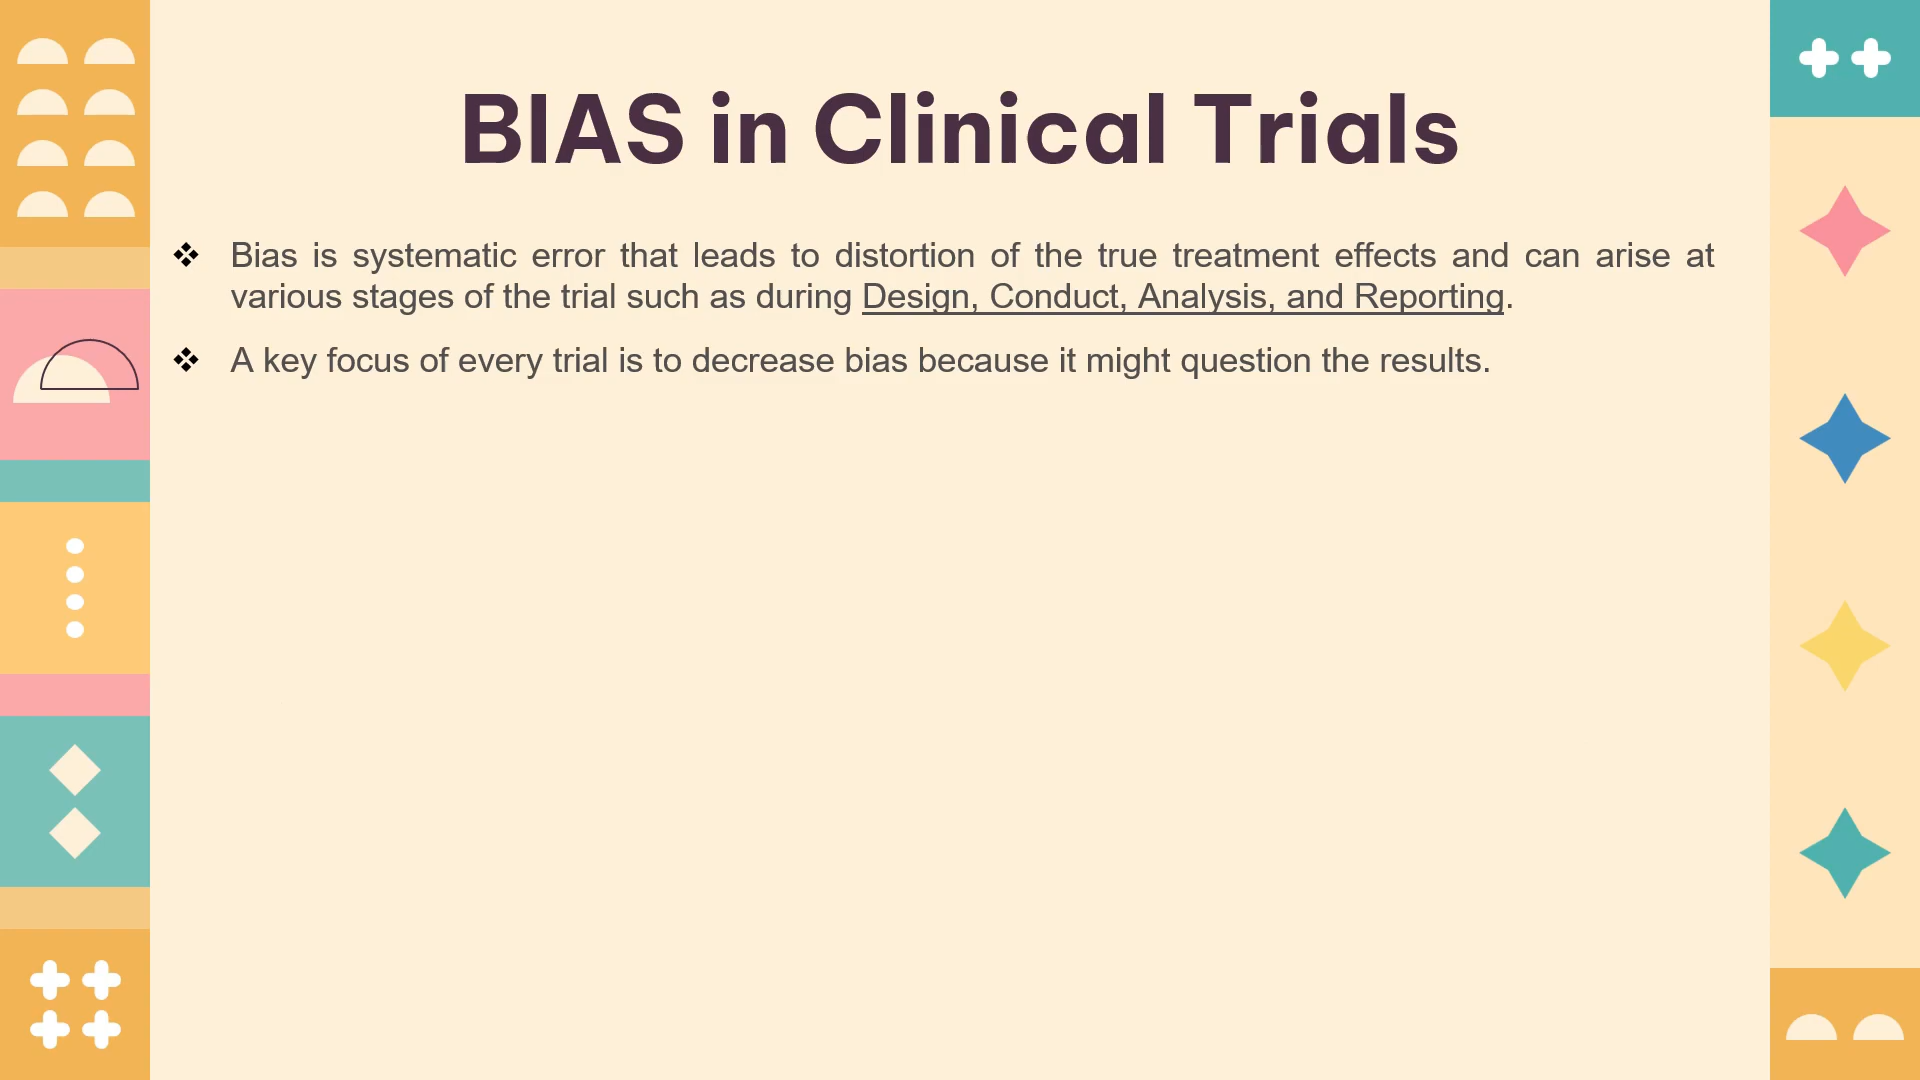 BIAS in Clinical Trials
❖ Bias is systematic error that leads to distortion of the true treatment effects and can arise at
various stages of the trial such as during Design, Conduct, Analysis, and Reporting.
❖ A key focus of every trial is to decrease bias because it might question the results.